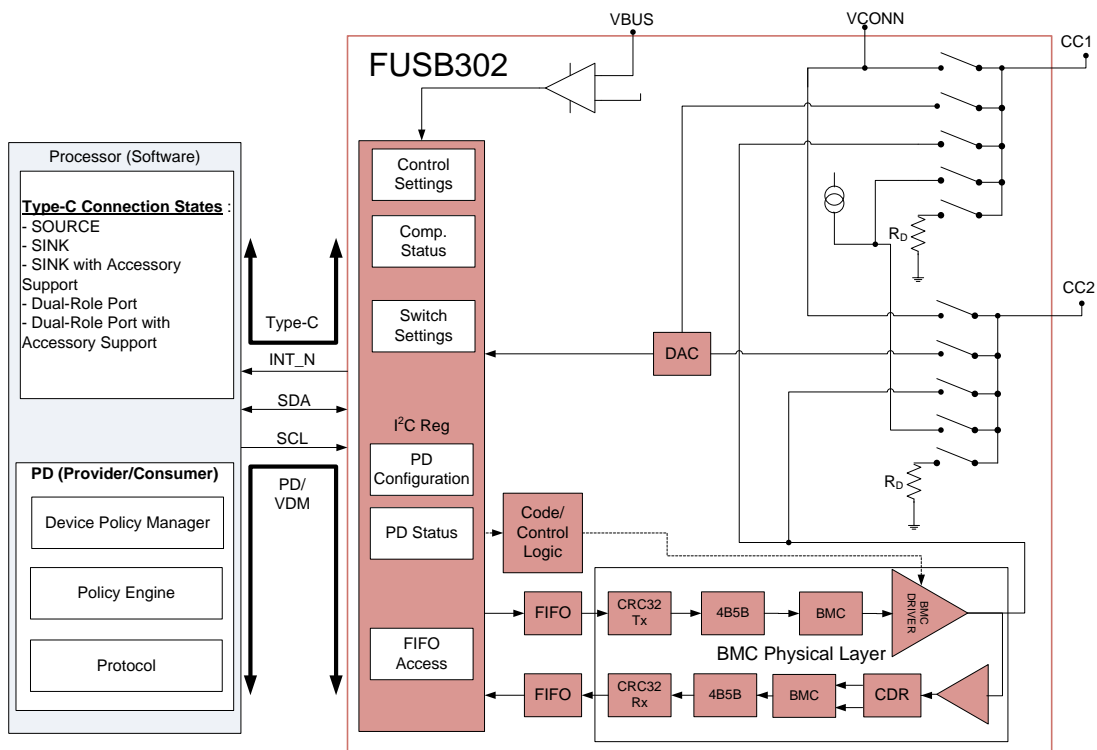 VBUS
VCONN
CC1
FUSB302
Processor (Software)
Type-C Connection States :
- SOURCE
- SINK
- SINK with Accessory
Support
- Dual-Role Port
- Dual-Role Port with
Accessory Support
Type-C
INT_N
SDA
SCL
PD/
VDM
PD (Provider/Consumer)
Device Policy Manager
Policy Engine
Protocol
Control
Settings
Comp.
Status
Switch
Settings
I²C Reg
PD
Configuration
PD Status
FIFO
Access
RD
CC2
DAC
RD
Code/
Control
Logic
FIFO
CRC32
Tx
4B5B
BMC
BMC
DRIVER
BMC Physical Layer
FIFO
CRC32
Rx
4B5B
BMC
CDR